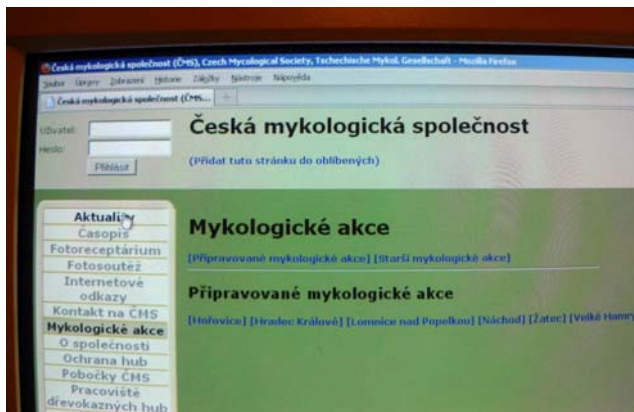 Česká mykologická společnost (ČMS), Czech Mycological Society, Tschechische Mykol. Gesellschaft - Mozilla Firefox
Soubor Úpravy Zobrazení Historie Záložky Nástroje Nápověda
Česká mykologická společnost (ČMS...
Uživatel:
Heslo:
Přihlásit
Česká mykologická společnost
(Přidat tuto stránku do oblíbených)
Aktuality
Časopis
Fotoreceptárium
Fotosoutěž
Internetové
odkazy
Kontakt na ČMS
Mykologické akce
O společnosti
Ochrana hub
Pobočky ČMS
Pracoviště
dřevokazných hub
Mykologické akce
[Připravované mykologické akce] [Starší mykologické akce]
Připravované mykologické akce
[Hořovice] [Hradec Králové] [Lomnice nad Popelkou] [Náchod] [Žatec] [Velké Hamry